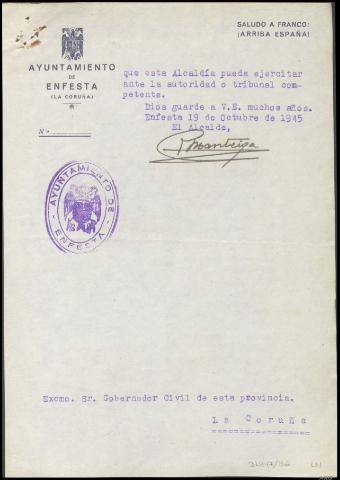 SALUDO A FRANCO:
¡ARRIBA ESPAÑA!
AYUNTAMIENTO
DE
ENFESTA
(LA CORUÑA)
N.º
que esta Alcaldía pueda ejercitar
ante la autoridad o tribunal com-
petente.
Dios guarde a V.E. muchos años.
Enfesta 19 de Octubre de 1945
El Alcalde,
AYUNTAMIENTO DE
ENFESTA
Excmo. Sr. Gobernador Civil de esta provincia.
La Coruña